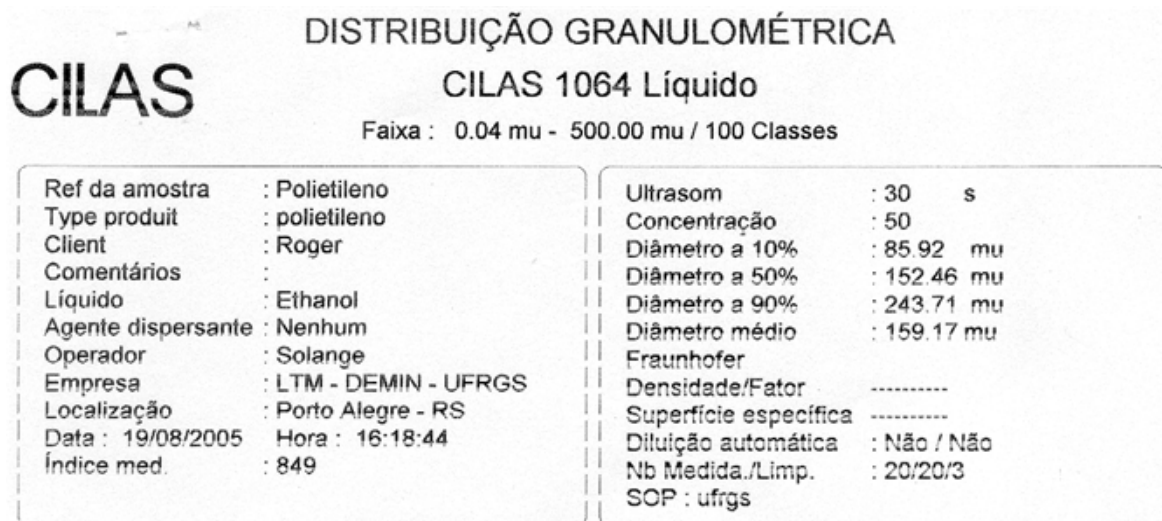 DISTRIBUIÇÃO GRANULOMÉTRICA
CILAS
CILAS 1064 Líquido
Faixa : 0.04 mu - 500.00 mu / 100 Classes
Ref da amostra : Polietileno
Type produit : polietileno
Client : Roger
Comentários :
Líquido : Ethanol
Agente dispersante : Nenhum
Operador : Solange
Empresa : LTM - DEMIN - UFRGS
Localização : Porto Alegre - RS
Data : 19/08/2005 Hora : 16:18:44
Índice med. : 849
Ultrasom : 30 s
Concentração : 50
Diâmetro a 10% : 85.92 mu
Diâmetro a 50% : 152.46 mu
Diâmetro a 90% : 243.71 mu
Diâmetro médio : 159.17 mu
Fraunhofer
Densidade/Fator ----------
Superfície específica ----------
Diluição automática : Não / Não
Nb Medida./Limp. : 20/20/3
SOP : ufrgs